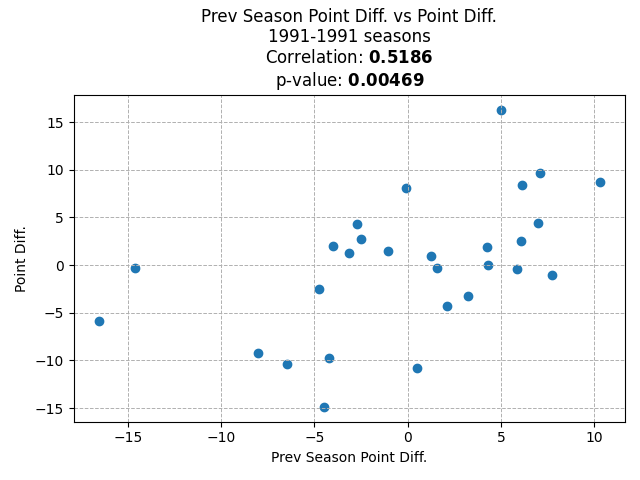 Prev Season Point Diff. vs Point Diff.
1991-1991 seasons
Correlation: 0.5186
p-value: 0.00469
Point Diff.
15
10
5
0
−5
−10
−15
−15
−10
−5
0
5
10
Prev Season Point Diff.